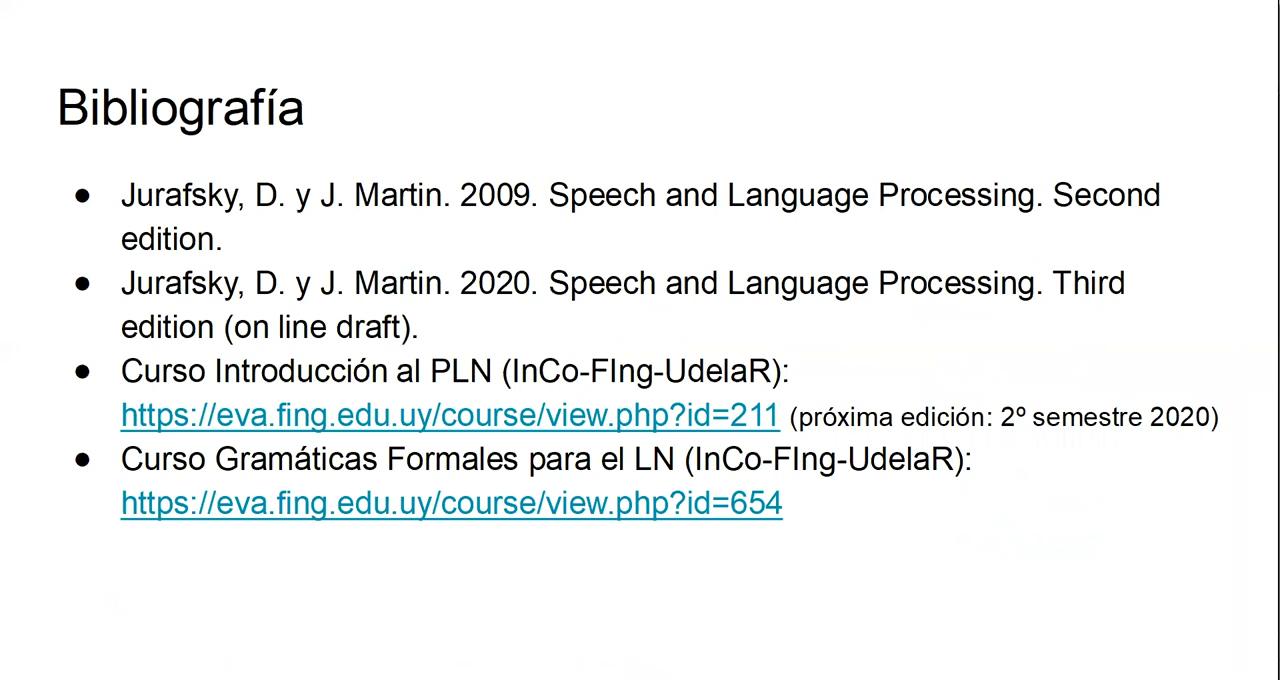 Bibliografía
● Jurafsky, D. y J. Martin. 2009. Speech and Language Processing. Second
edition.
● Jurafsky, D. y J. Martin. 2020. Speech and Language Processing. Third
edition (on line draft).
● Curso Introducción al PLN (InCo-FIng-UdelaR):
https://eva.fing.edu.uy/course/view.php?id=211 (próxima edición: 2º semestre 2020)
● Curso Gramáticas Formales para el LN (InCo-FIng-UdelaR):
https://eva.fing.edu.uy/course/view.php?id=654